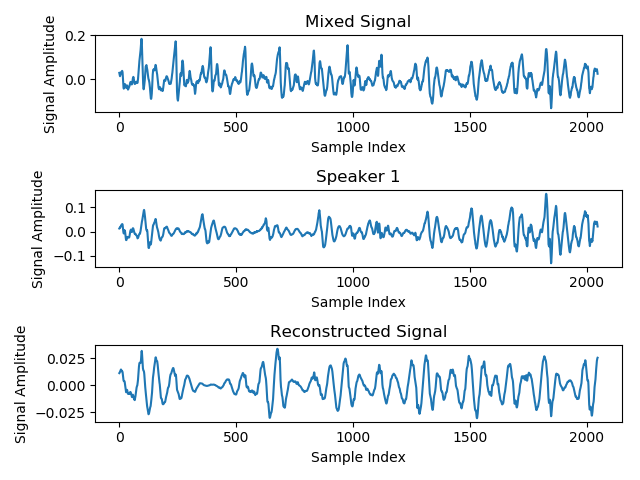 Mixed Signal
Signal Amplitude
0.2
0.0
0 500 1000 1500 2000
Sample Index
Speaker 1
Signal Amplitude
0.1
0.0
−0.1
0 500 1000 1500 2000
Sample Index
Reconstructed Signal
Signal Amplitude
0.025
0.000
−0.025
0 500 1000 1500 2000
Sample Index